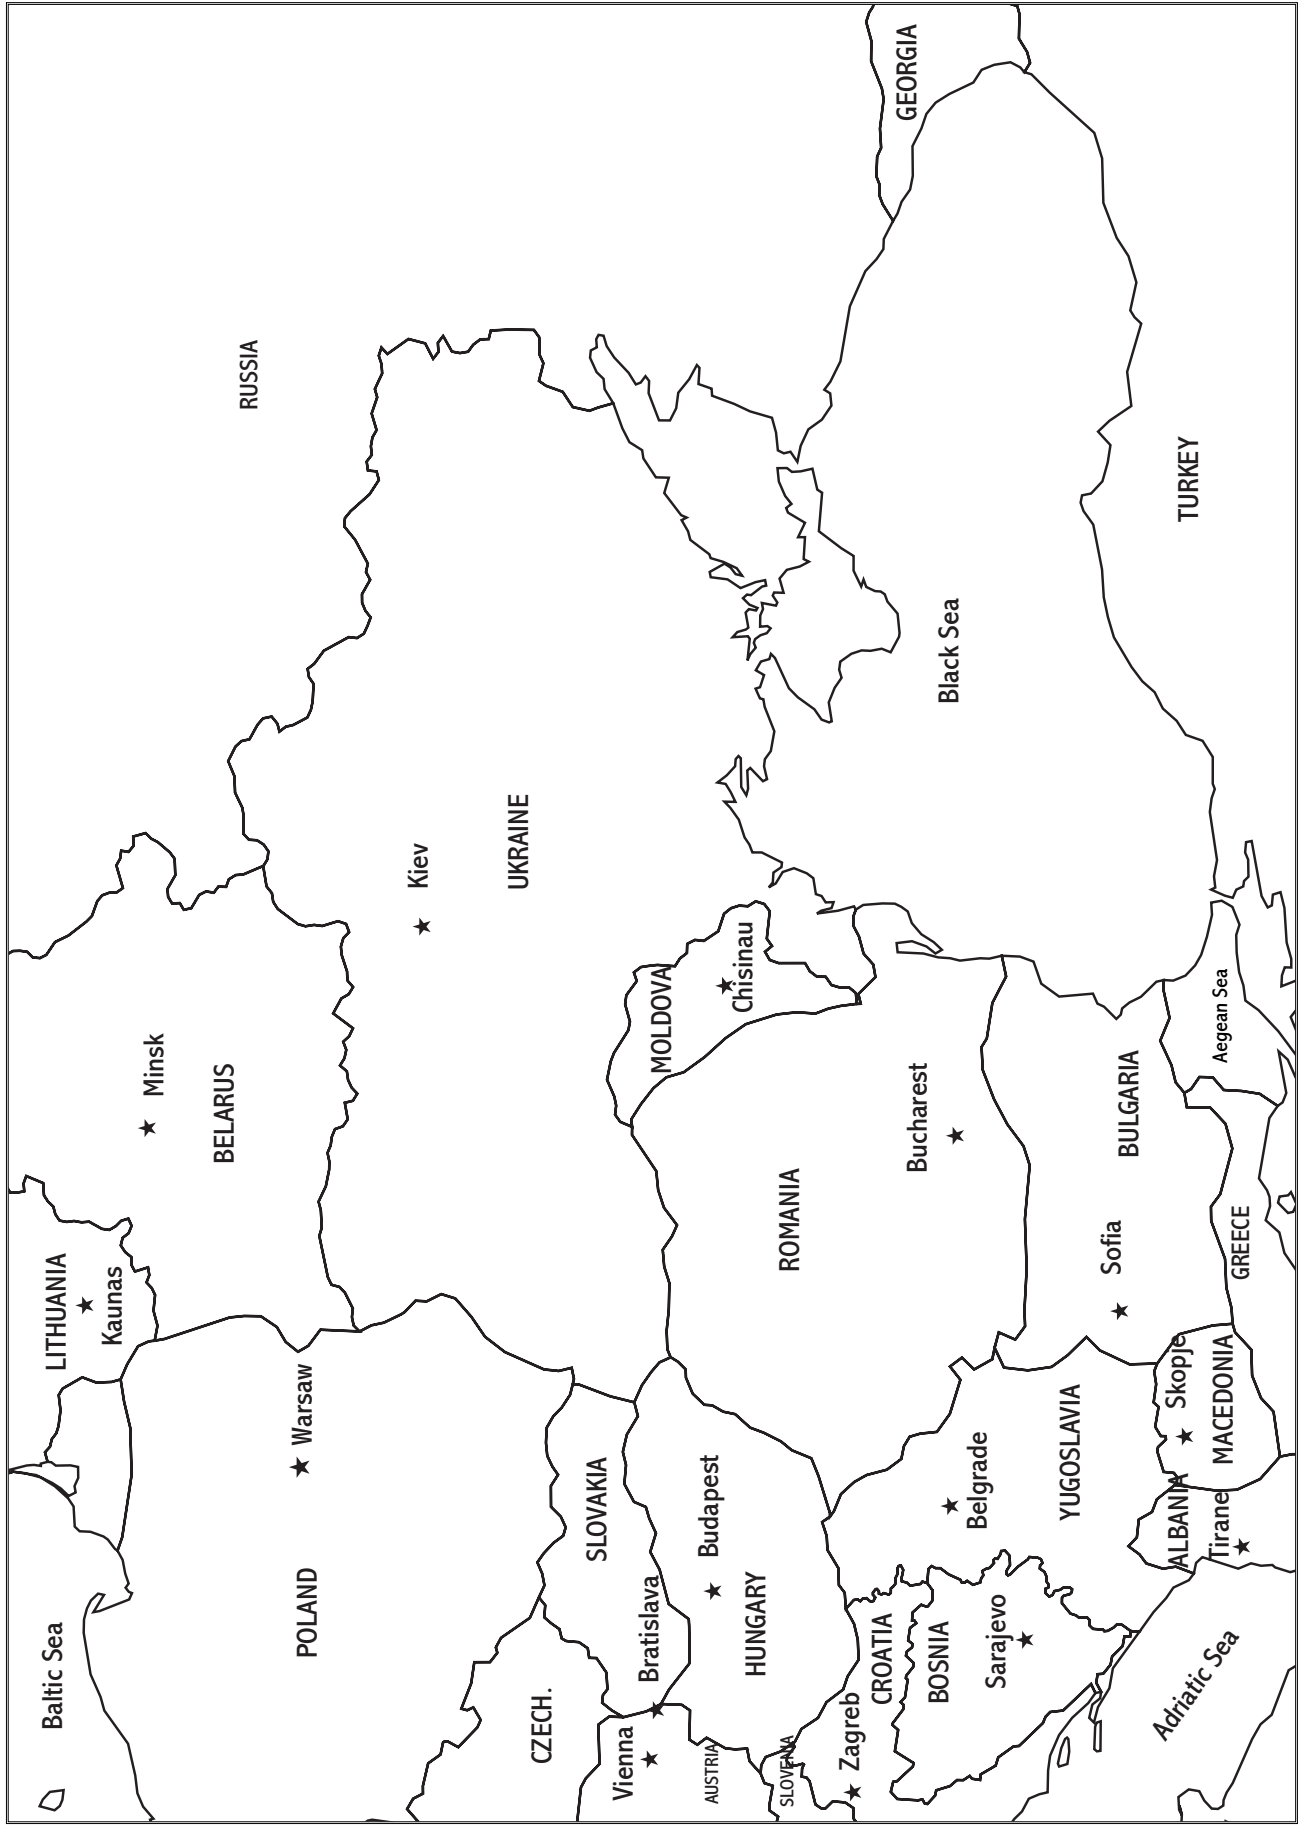 Baltic Sea
LITHUANIA
Kaunas
Minsk
BELARUS
RUSSIA
POLAND
Warsaw
Kiev
UKRAINE
CZECH.
SLOVAKIA
Vienna
Bratislava
MOLDOVA
Chisinau
AUSTRIA
Budapest
HUNGARY
SLOVENIA
ROMANIA
Zagreb
CROATIA
Bucharest
GEORGIA
BOSNIA
Black Sea
Belgrade
Sarajevo
YUGOSLAVIA
Sofia
BULGARIA
Adriatic Sea
ALBANIA
Skopje
TURKEY
Tirane
MACEDONIA
Aegean Sea
GREECE